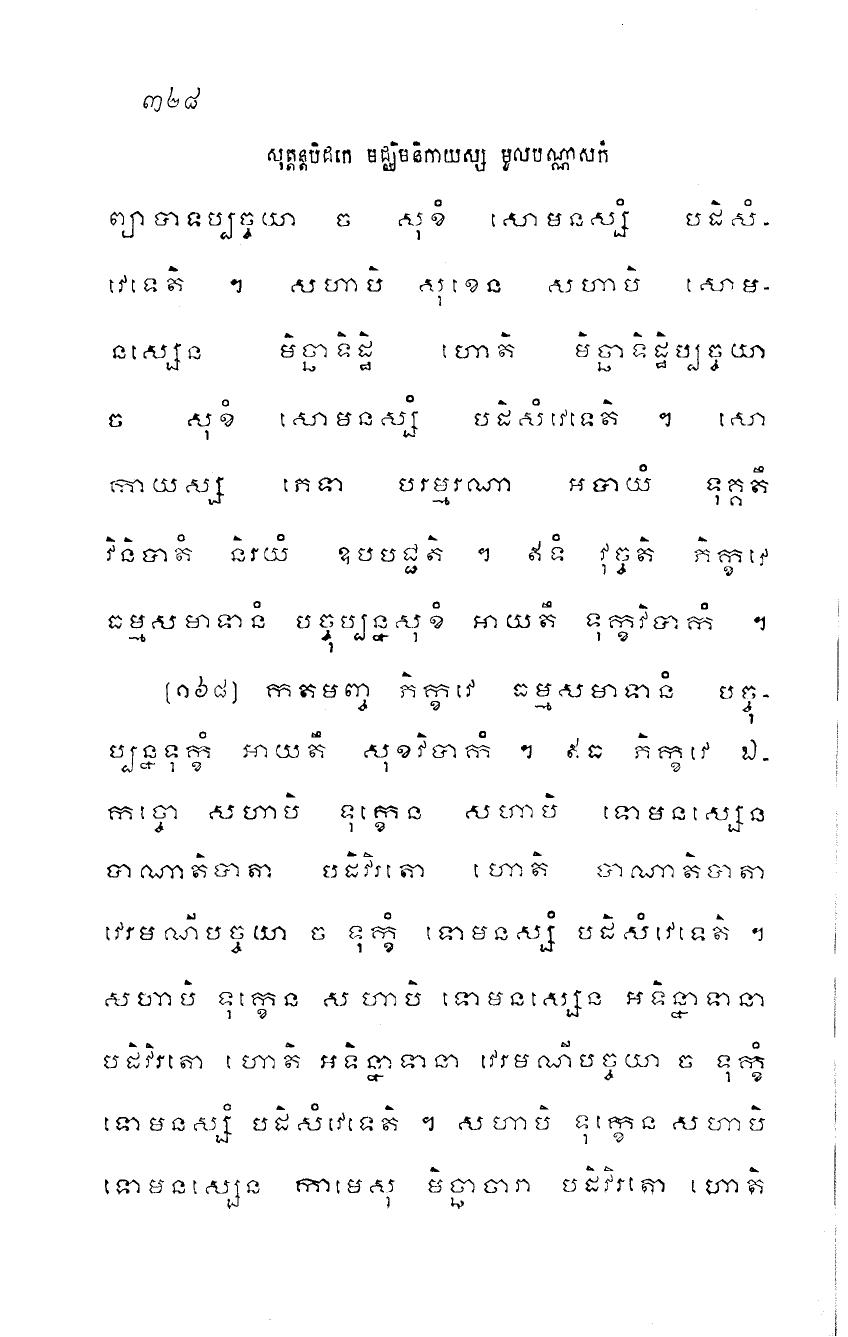 ៣២៨
សុត្តន្តបិដកេ មជ្ឈិមនិកាយស្ស មូលបណ្ណាសកំ
ព្យាបាទប្បច្ចយា ច សុខំ សោមនស្សំ បដិសំ-
វេទេតិ ។ សហាបិ សុខេន សហាបិ សោម-
នស្សេន មិច្ឆាទិដ្ឋិ ហោតិ មិច្ឆាទិដ្ឋិប្បច្ចយា
ច សុខំ សោមនស្សំ បដិសំវេទេតិ ។ សោ
កាយស្ស ភេទា បរម្មរណា អបាយំ ទុគ្គតឹ
វិនិបាតំ និរយំ ឧបបជ្ជតិ ។ ឥទំ វុច្ចតិ ភិក្ខវេ
ធម្មសមាទានំ បច្ចុប្បន្នសុខំ អាយតឹ ទុក្ខវិបាកំ ។
[១៦៨] កតមញ្ច ភិក្ខវេ ធម្មសមាទានំ បច្ចុ-
ប្បន្នទុក្ខំ អាយតឹ សុខវិបាកំ ។ ឥធ ភិក្ខវេ ឯ-
កច្ចោ សហាបិ ទុក្ខេន សហាបិ ទោមនស្សេន
បាណាតិបាតា បដិវិរតោ ហោតិ បាណាតិបាតា
វេរមណីបច្ចយា ច ទុក្ខំ ទោមនស្សំ បដិសំវេទេតិ ។
សហាបិ ទុក្ខេន សហាបិ ទោមនស្សេន អទិន្នាទានា
បដិវិរតោ ហោតិ អទិន្នាទានា វេរមណីបច្ចយា ច ទុក្ខំ
ទោមនស្សំ បដិសំវេទេតិ ។ សហាបិ ទុក្ខេន សហាបិ
ទោមនស្សេន កាមេសុ មិច្ឆាចារា បដិវិរតោ ហោតិ